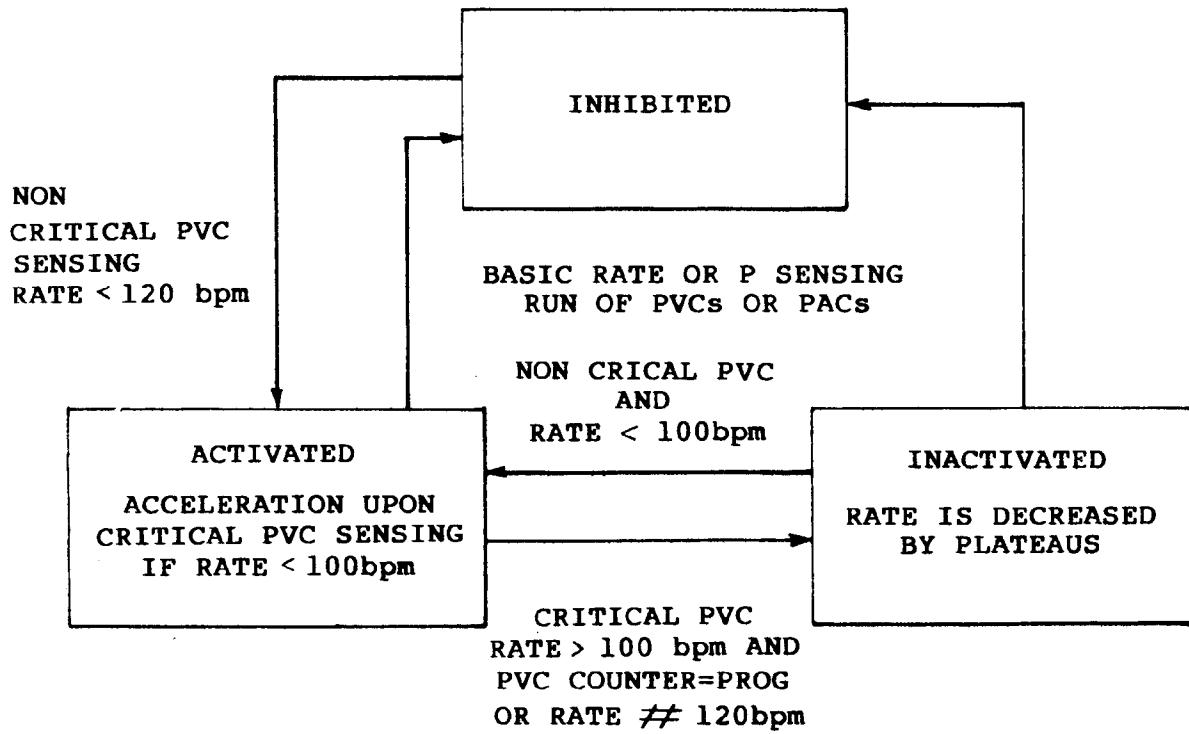 INHIBITED
NON
CRITICAL PVC
SENSING
RATE < 120 bpm
BASIC RATE OR P SENSING
RUN OF PVCs OR PACs
NON CRICAL PVC
AND
RATE < 100bpm
ACTIVATED
ACCELERATION UPON
CRITICAL PVC SENSING
IF RATE < 100bpm
INACTIVATED
RATE IS DECREASED
BY PLATEAUS
CRITICAL PVC
RATE > 100 bpm AND
PVC COUNTER=PROG
OR RATE ≠ 120bpm